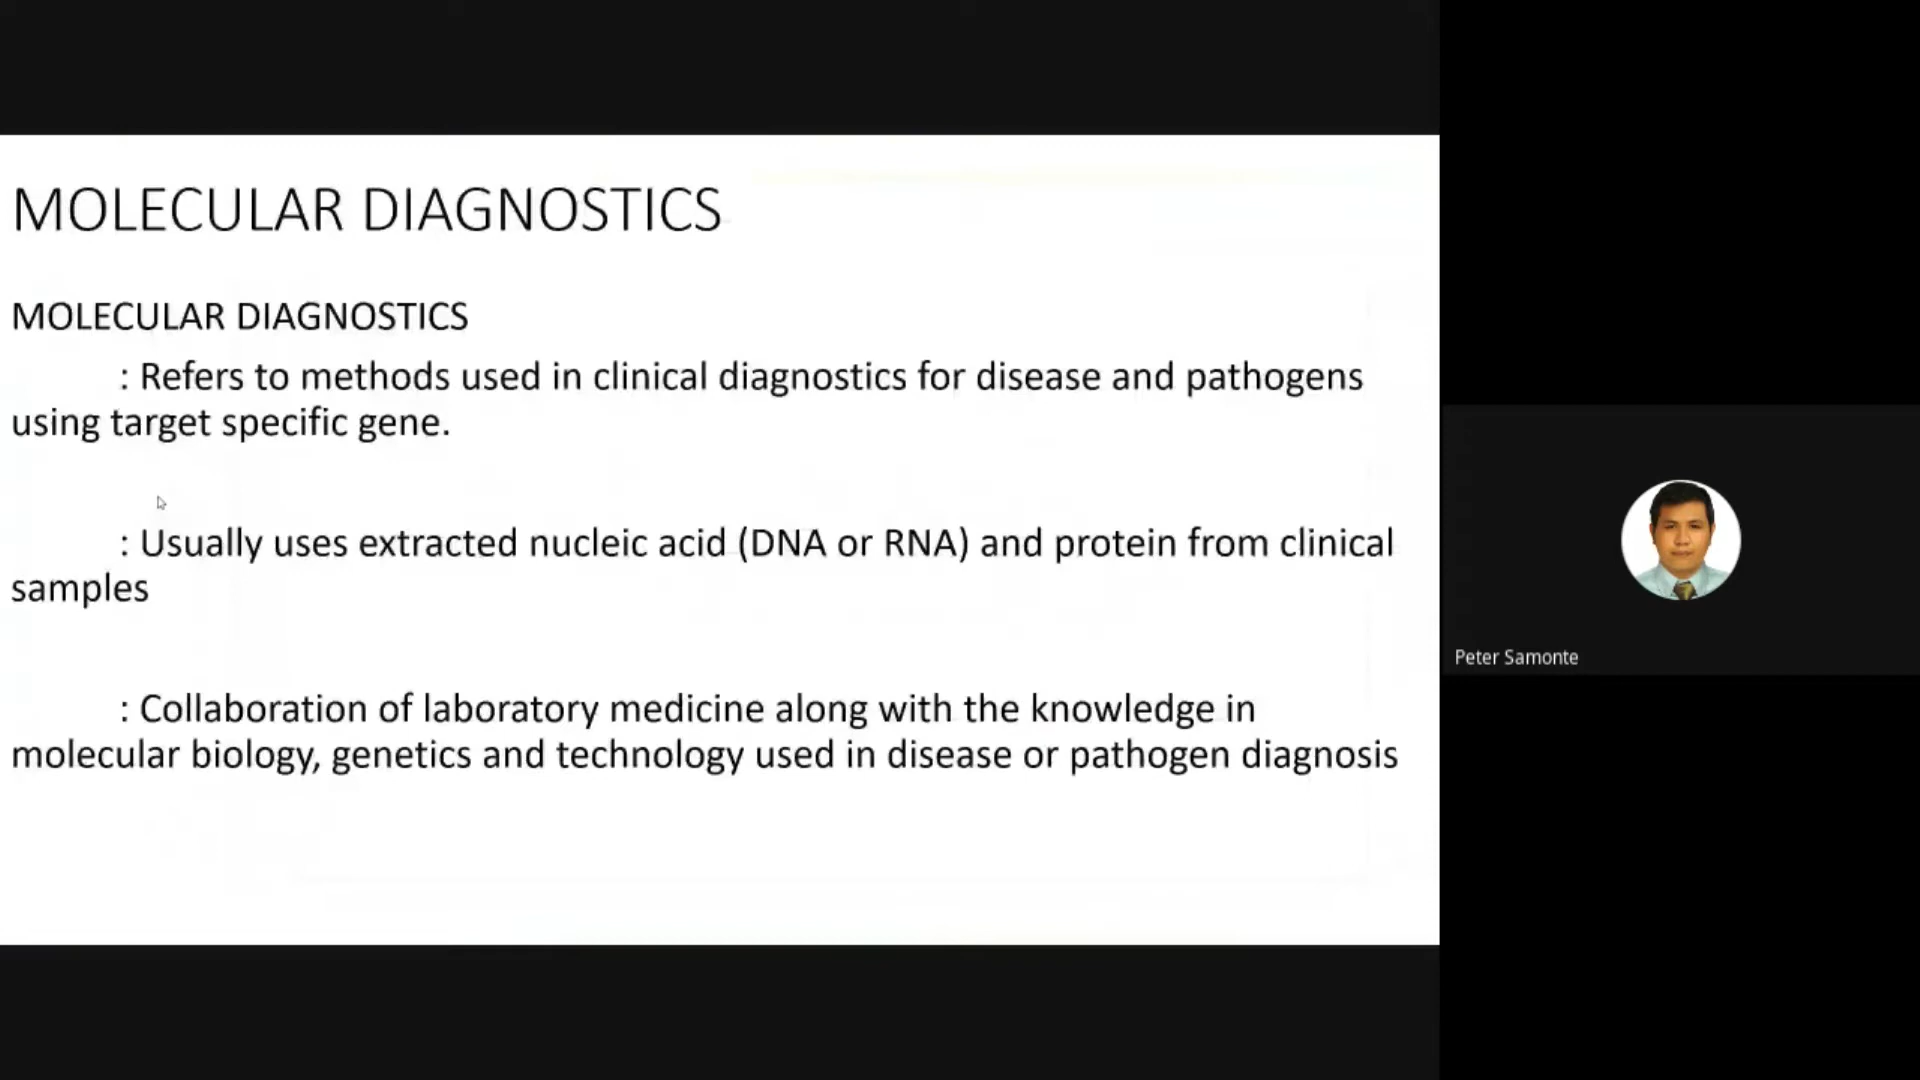 MOLECULAR DIAGNOSTICS
MOLECULAR DIAGNOSTICS
: Refers to methods used in clinical diagnostics for disease and pathogens
using target specific gene.
: Usually uses extracted nucleic acid (DNA or RNA) and protein from clinical
samples
: Collaboration of laboratory medicine along with the knowledge in
molecular biology, genetics and technology used in disease or pathogen diagnosis
Peter Samonte